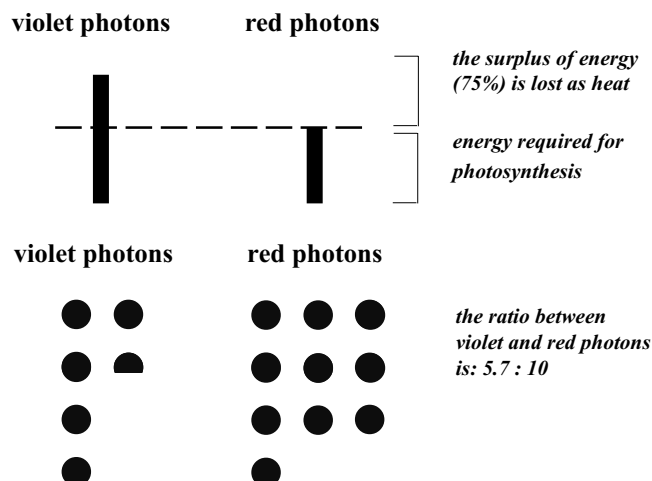 violet photons
red photons
the surplus of energy
(75%) is lost as heat
energy required for
photosynthesis
violet photons
red photons
the ratio between
violet and red photons
is: 5.7 : 10